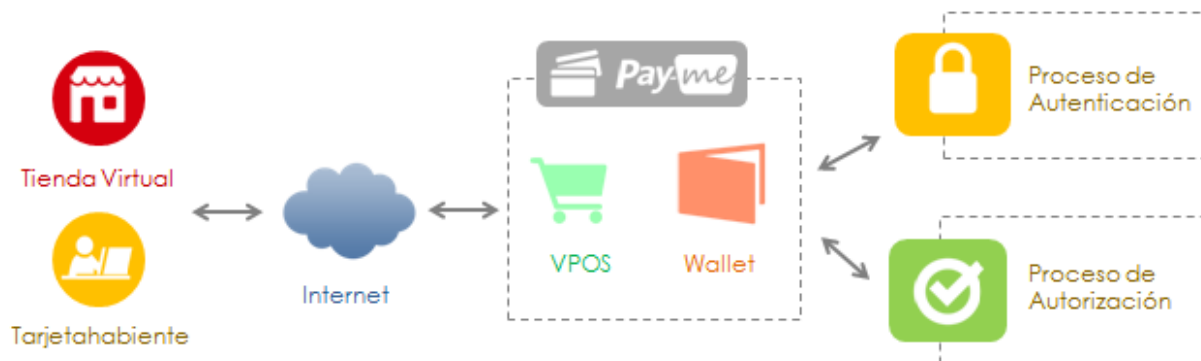 Tienda Virtual
Tarjetahabiente
Internet
Pay-me
VPOS
Wallet
Proceso de
Autenticación
Proceso de
Autorización